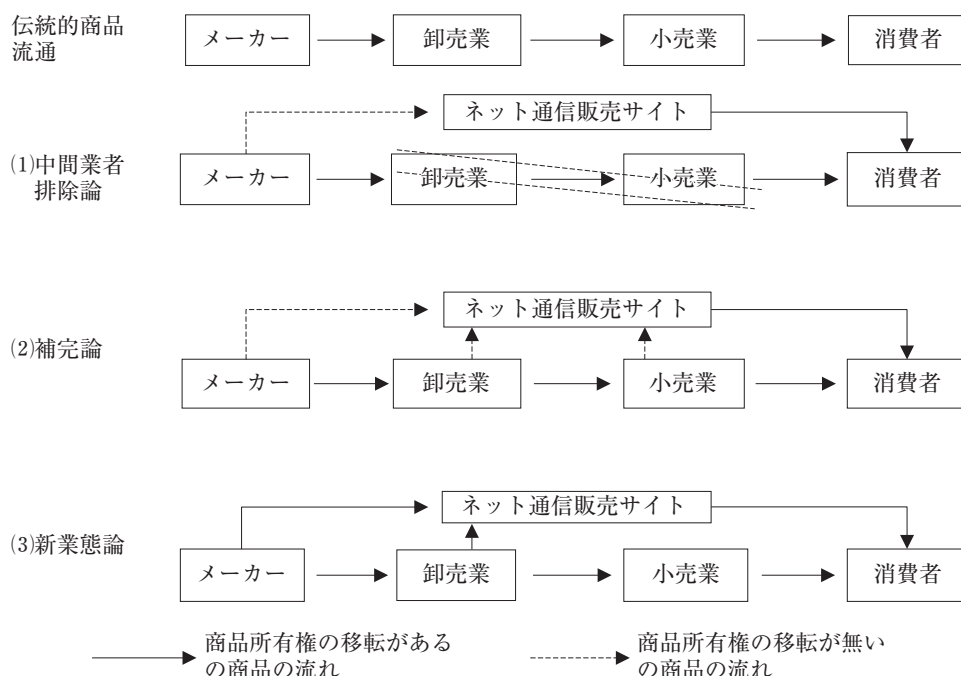 伝統的商品
流通
メーカー
卸売業
小売業
消費者
ネット通信販売サイト
(1)中間業者
排除論
メーカー
卸売業
小売業
消費者
ネット通信販売サイト
(2)補完論
メーカー
卸売業
小売業
消費者
ネット通信販売サイト
(3)新業態論
メーカー
卸売業
小売業
消費者
商品所有権の移転がある
の商品の流れ
商品所有権の移転が無い
の商品の流れ